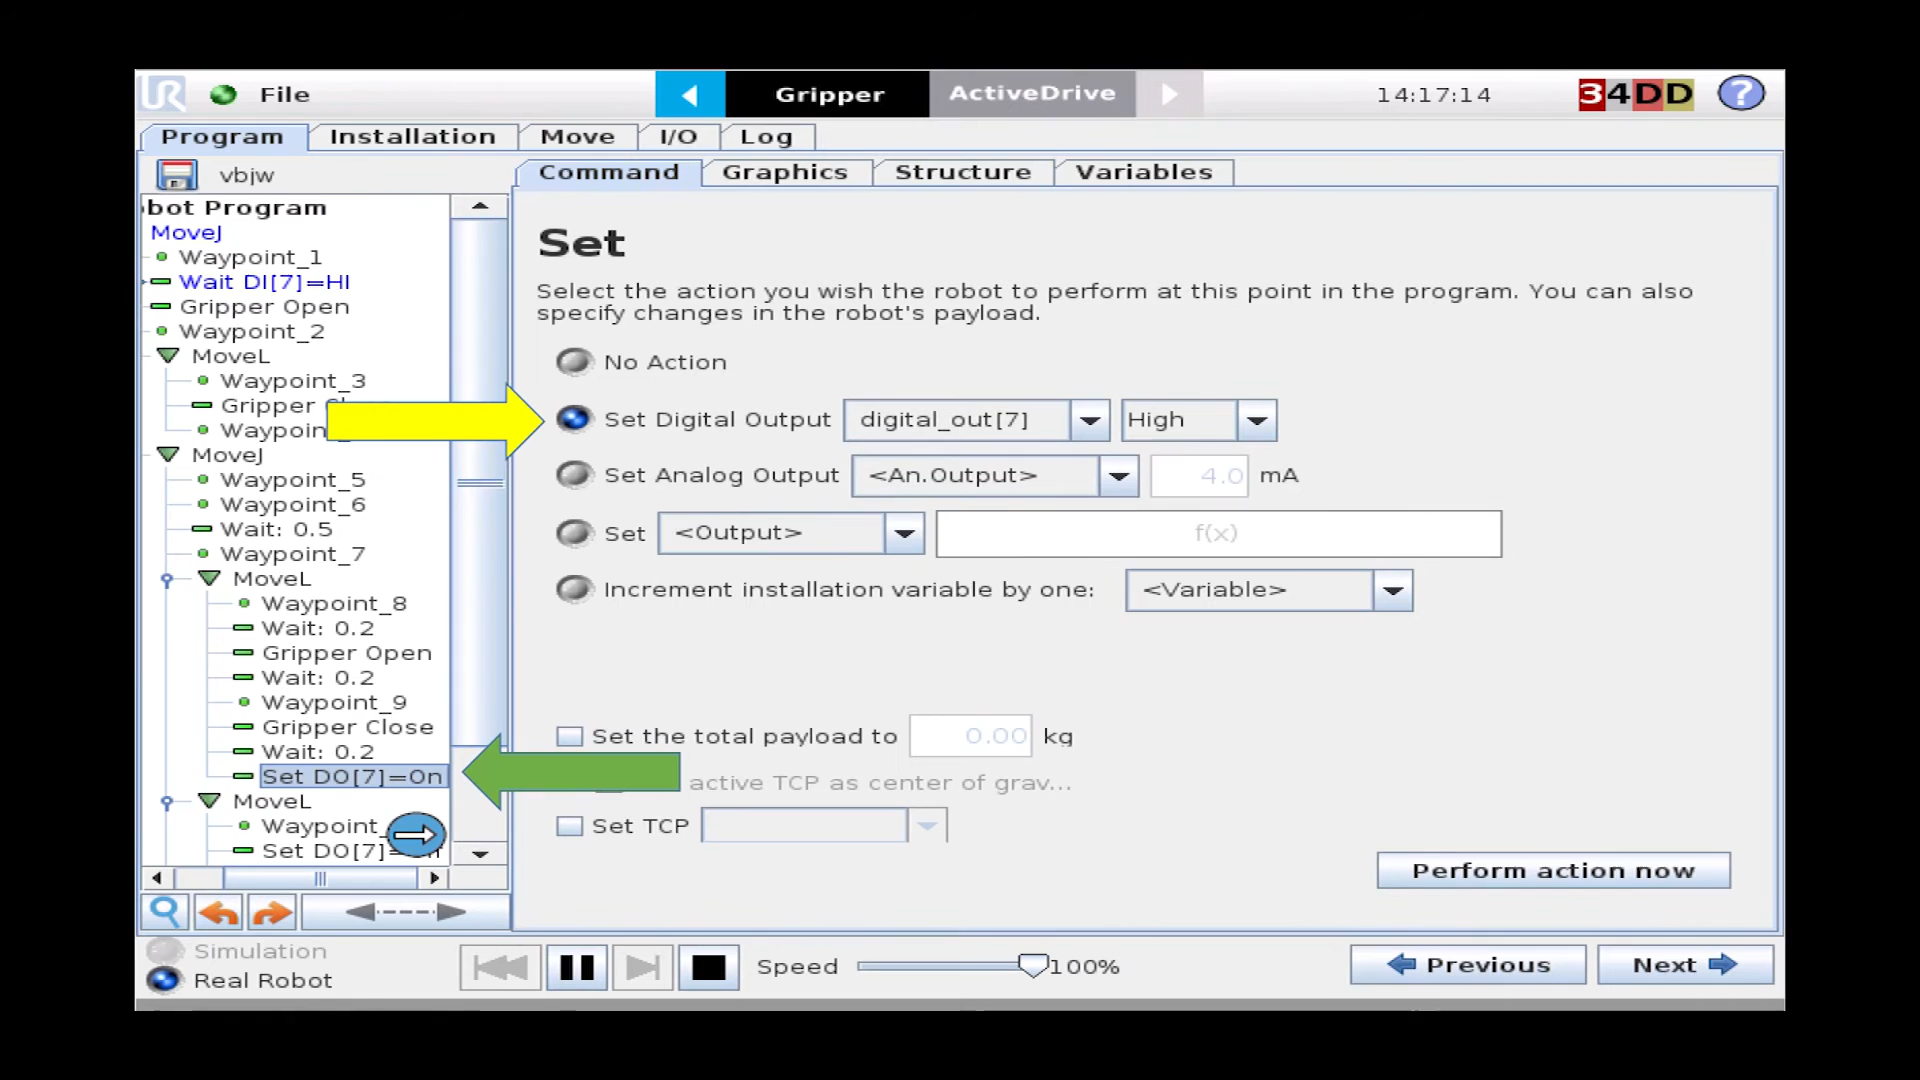 UR
File
Gripper
ActiveDrive
14:17:14
34DD
?
Program
Installation
Move
I/O
Log
vbjw
Command
Graphics
Structure
Variables
bot Program
MoveJ
Waypoint_1
Wait DI[7]=HI
Gripper Open
Waypoint_2
MoveL
Waypoint_3
Gripper
Waypoin
MoveJ
Waypoint_5
Waypoint_6
Wait: 0.5
Waypoint_7
MoveL
Waypoint_8
Wait: 0.2
Gripper Open
Wait: 0.2
Waypoint_9
Gripper Close
Wait: 0.2
Set DO[7]=On
MoveL
Waypoint_
Set DO[7]=
Set
Select the action you wish the robot to perform at this point in the program. You can also
specify changes in the robot's payload.
No Action
Set Digital Output digital_out[7] High
Set Analog Output <An.Output> 4.0 mA
Set <Output> f(x)
Increment installation variable by one: <Variable>
Set the total payload to 0.00 kg
active TCP as center of grav...
Set TCP
Perform action now
Simulation
Real Robot
Speed 100%
Previous
Next